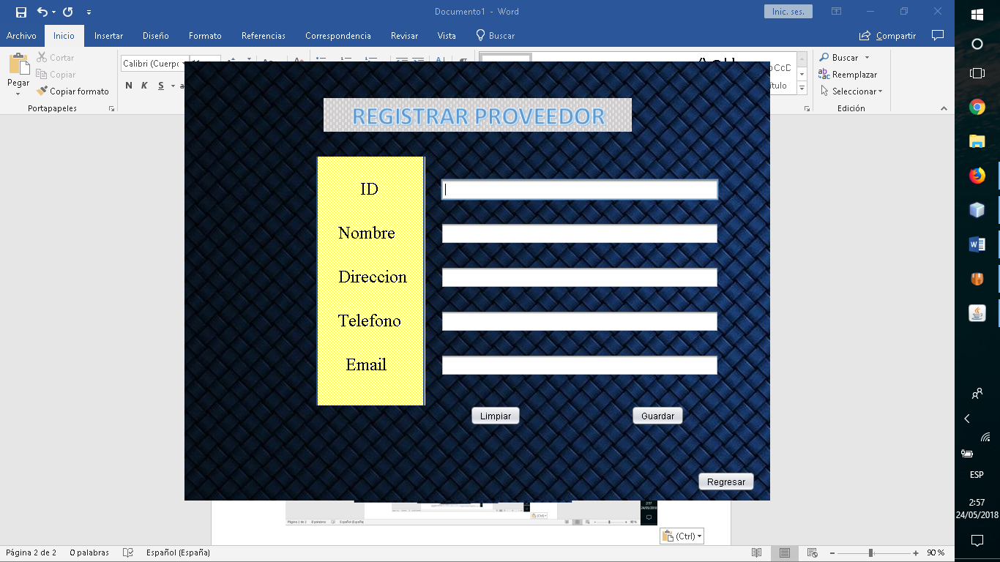 Documento1 - Word
Inic. ses.
Archivo Inicio Insertar Diseño Formato Referencias Correspondencia Revisar Vista Buscar Compartir
Pegar
Cortar
Copiar
Copiar formato
Portapapeles
Calibri (Cuerpo
N K S
Buscar
Reemplazar
Seleccionar
Edición
REGISTRAR PROVEEDOR
ID
Nombre
Direccion
Telefono
Email
Limpiar Guardar
Regresar
(Ctrl)
Página 2 de 2 0 palabras Español (España) 90 %
ESP
2:57
24/05/2018